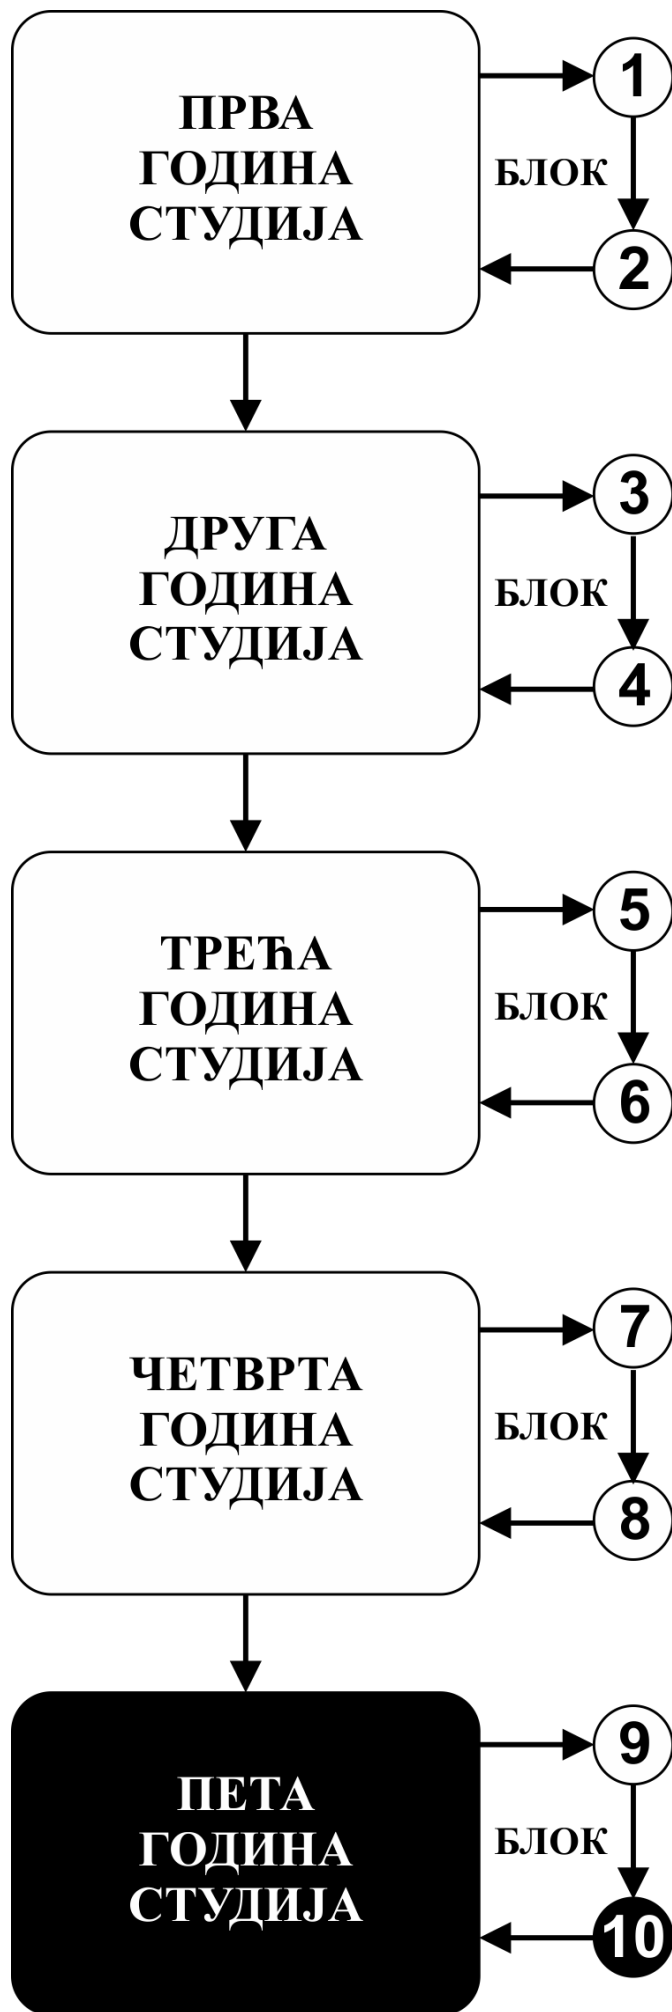 ПРВА
ГОДИНА
СТУДИЈА
1
БЛОК
2
ДРУГА
ГОДИНА
СТУДИЈА
3
БЛОК
4
ТРЕЋА
ГОДИНА
СТУДИЈА
5
БЛОК
6
ЧЕТВРТА
ГОДИНА
СТУДИЈА
7
БЛОК
8
ПЕТА
ГОДИНА
СТУДИЈА
9
БЛОК
10